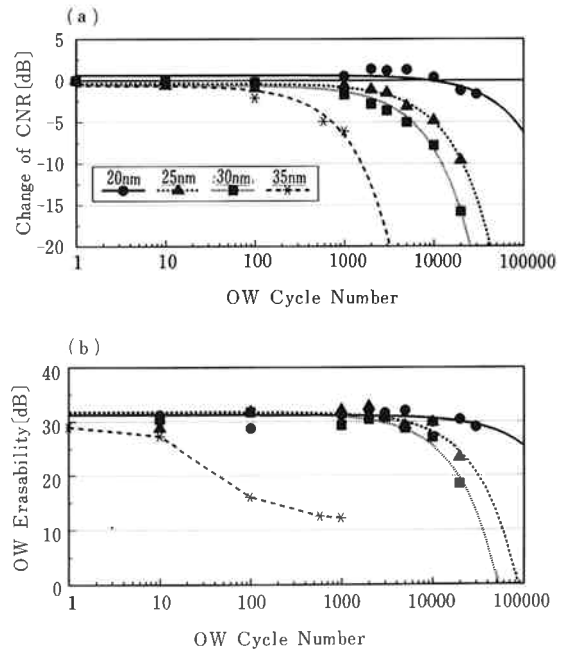 (a)
5
0
-5
-10
-15
-20
Change of CNR[dB]
20nm 25nm 30nm 35nm
1 10 100 1000 10000 100000
OW Cycle Number
(b)
40
30
20
10
0
OW Erasability[dB]
1 10 100 1000 10000 100000
OW Cycle Number